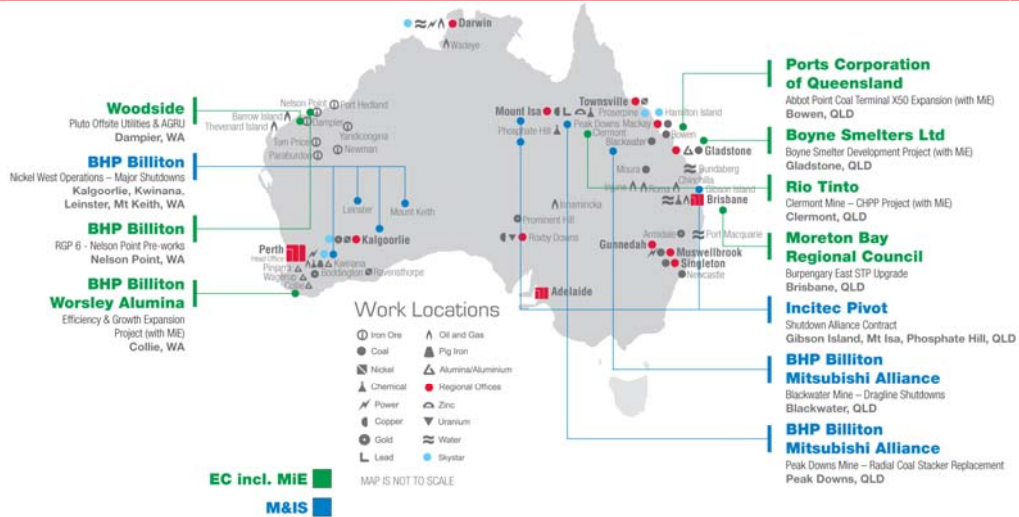 Woodside
Pluto Offsite Utilities & AGRU
Dampier, WA
BHP Billiton
Nickel West Operations – Major Shutdowns
Kalgoorlie, Kwinana,
Leinster, Mt Keith, WA
BHP Billiton
RGP 6 - Nelson Point Pre-works
Nelson Point, WA
BHP Billiton
Worsley Alumina
Efficiency & Growth Expansion
Project (with MiE)
Collie, WA
EC incl. MiE
M&IS
Darwin
Wadeye
Nelson Point
Port Hedland
Barrow Island
Dampier
Thevenard Island
Yandicoogina
Tom Price
Newman
Paraburdoo
Leinster
Mount Keith
Kalgoorlie
Perth
Head Office
Kwinana
Pinjarra
Boddington
Ravensthorpe
Wagerup
Collie
Townsville
Mount Isa
Proserpine
Hamilton Island
Phosphate Hill
Peak Downs
Mackay
Clermont
Bowen
Blackwater
Gladstone
Moura
Bundaberg
Chinchilla
Injune
Roma
Gibson Island
Innamincka
Brisbane
Prominent Hill
Roxby Downs
Armidale
Port Macquarie
Gunnedah
Muswellbrook
Singleton
Newcastle
Adelaide
Work Locations
Iron Ore
Oil and Gas
Coal
Pig Iron
Nickel
Alumina/Aluminium
Chemical
Regional Offices
Power
Zinc
Copper
Uranium
Gold
Water
Lead
Skystar
MAP IS NOT TO SCALE
Ports Corporation
of Queensland
Abbot Point Coal Terminal X50 Expansion (with MiE)
Bowen, QLD
Boyne Smelters Ltd
Boyne Smelter Development Project (with MiE)
Gladstone, QLD
Rio Tinto
Clermont Mine – CHPP Project (with MiE)
Clermont, QLD
Moreton Bay
Regional Council
Burpengary East STP Upgrade
Brisbane, QLD
Incitec Pivot
Shutdown Alliance Contract
Gibson Island, Mt Isa, Phosphate Hill, QLD
BHP Billiton
Mitsubishi Alliance
Blackwater Mine – Dragline Shutdowns
Blackwater, QLD
BHP Billiton
Mitsubishi Alliance
Peak Downs Mine – Radial Coal Stacker Replacement
Peak Downs, QLD